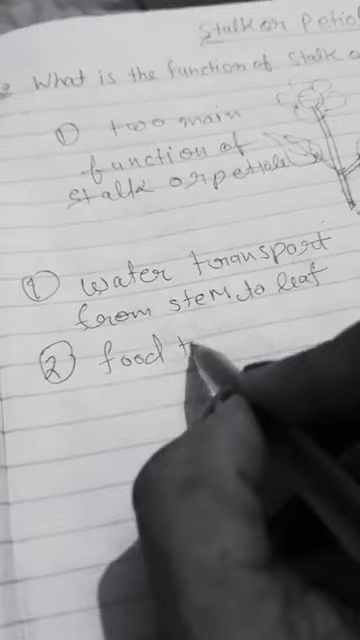 Stalk or Petiol
What is the function of stalk o
① two main
function of
stalk or petiole
① water transport
from stem to leaf
② food t